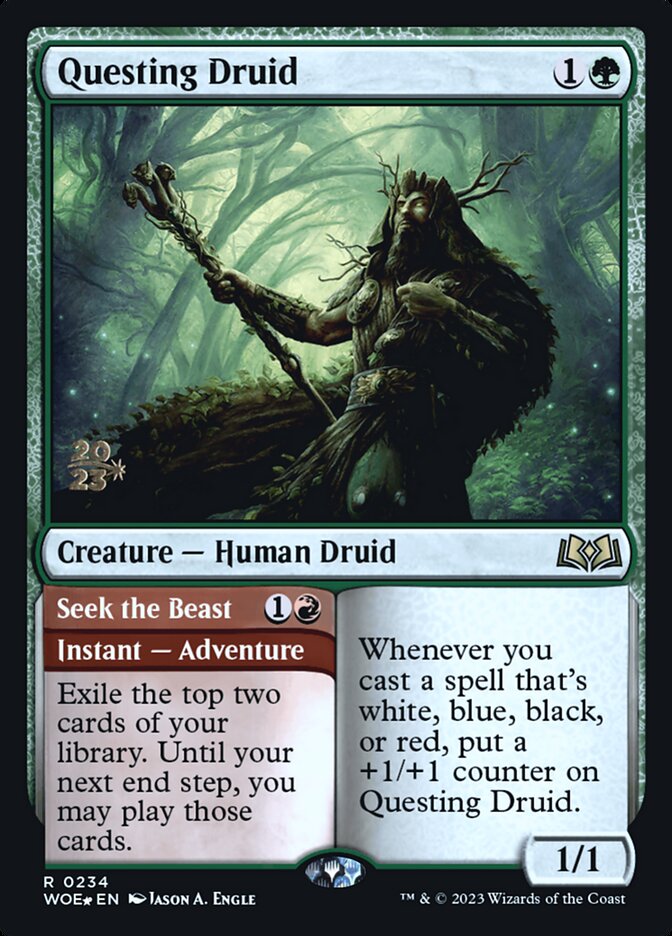 Questing Druid 1
20
23
Creature — Human Druid
Seek the Beast 1
Instant — Adventure
Exile the top two
cards of your
library. Until your
next end step, you
may play those
cards.
Whenever you
cast a spell that's
white, blue, black,
or red, put a
+1/+1 counter on
Questing Druid.
1/1
R 0234
WOE★EN Jason A. Engle
™ & © 2023 Wizards of the Coast